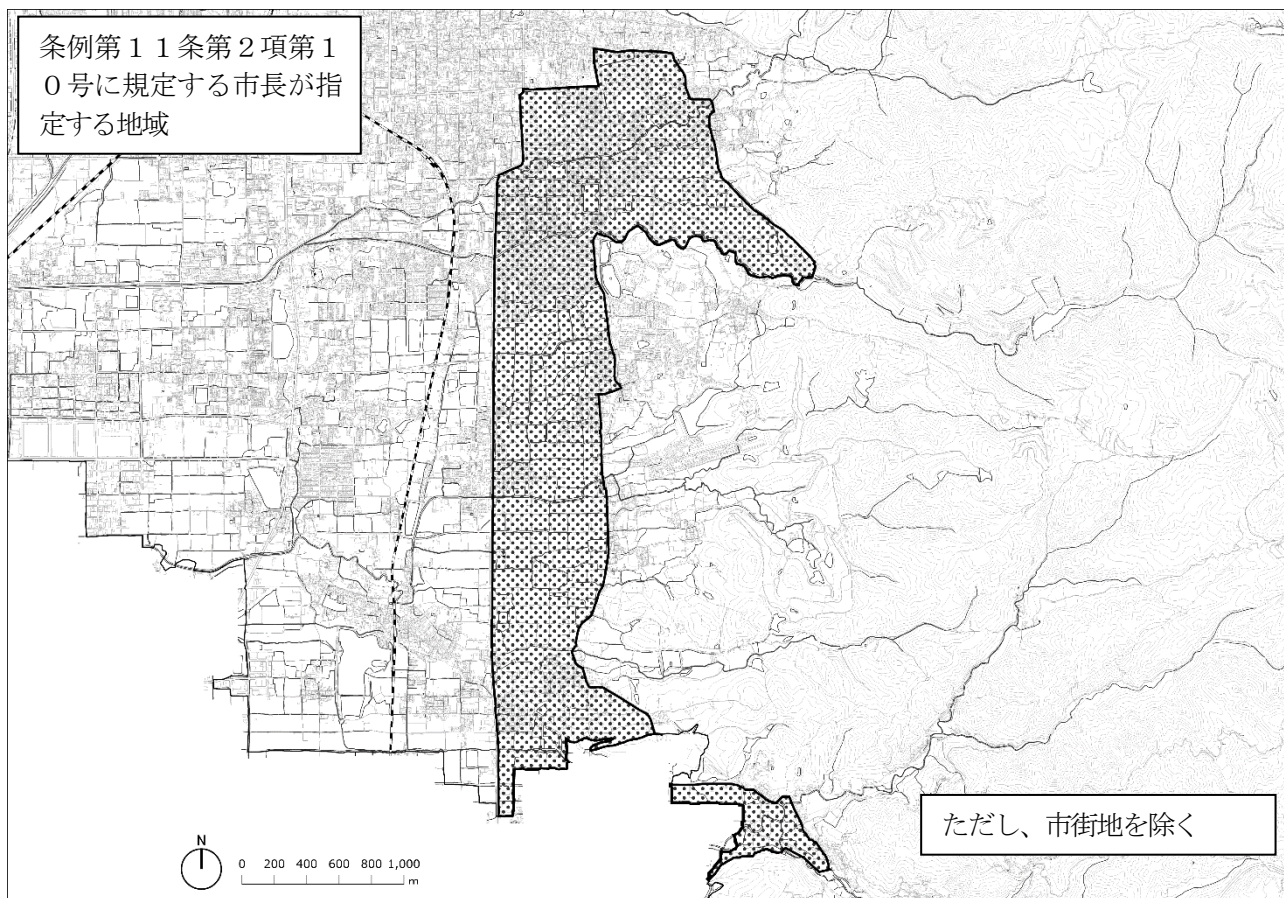 条例第１１条第２項第１
０号に規定する市長が指
定する地域
ただし、市街地を除く
N
0 200 400 600 800 1,000
m